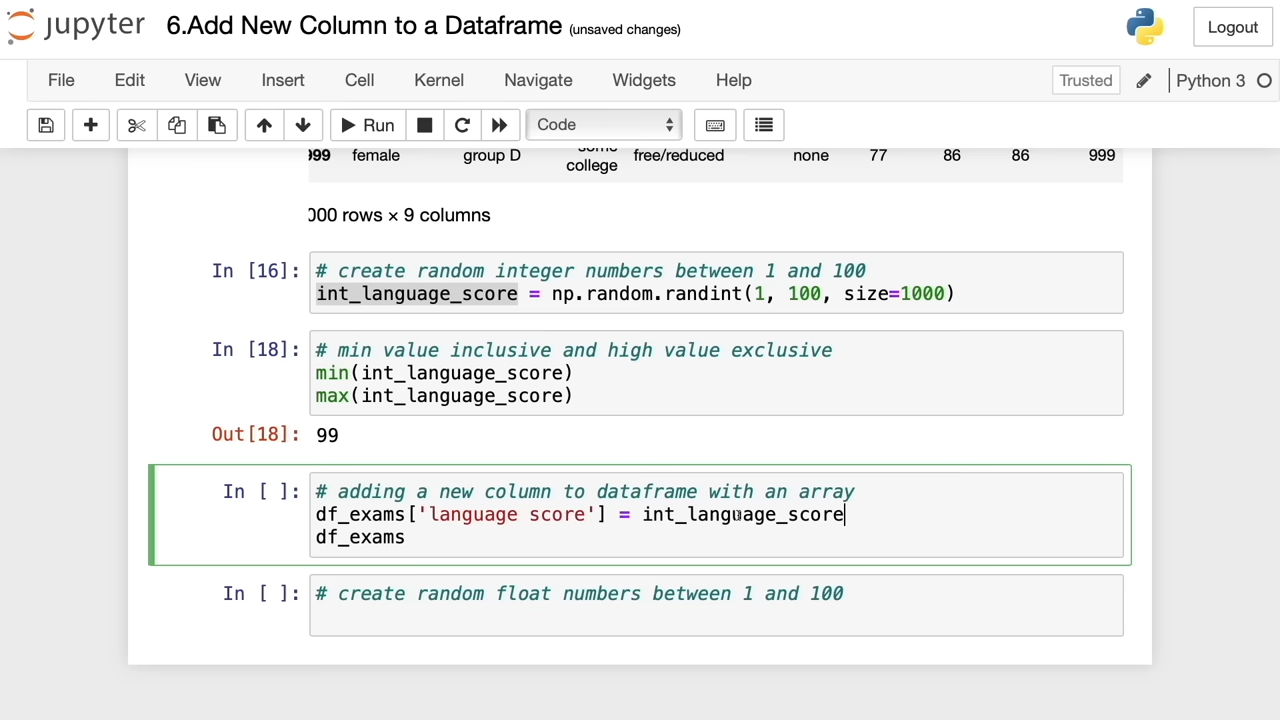 jupyter 6.Add New Column to a Dataframe (unsaved changes) Logout
File Edit View Insert Cell Kernel Navigate Widgets Help Trusted Python 3
Run Code
some
999 female group D college free/reduced none 77 86 86 999
000 rows × 9 columns
In [16]: # create random integer numbers between 1 and 100
int_language_score = np.random.randint(1, 100, size=1000)
In [18]: # min value inclusive and high value exclusive
min(int_language_score)
max(int_language_score)
Out[18]: 99
In [ ]: # adding a new column to dataframe with an array
df_exams['language score'] = int_language_score
df_exams
In [ ]: # create random float numbers between 1 and 100